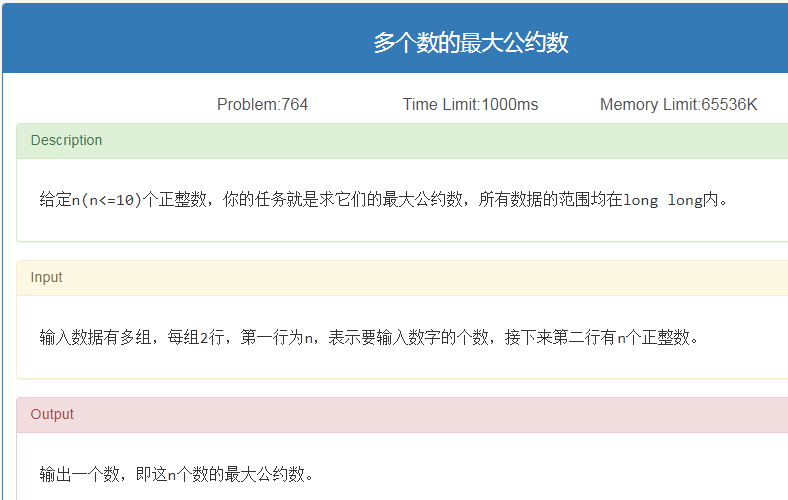 多个数的最大公约数
Problem:764 Time Limit:1000ms Memory Limit:65536K
Description
给定n(n<=10)个正整数，你的任务就是求它们的最大公约数，所有数据的范围均在long long内。
Input
输入数据有多组，每组2行，第一行为n，表示要输入数字的个数，接下来第二行有n个正整数。
Output
输出一个数，即这n个数的最大公约数。